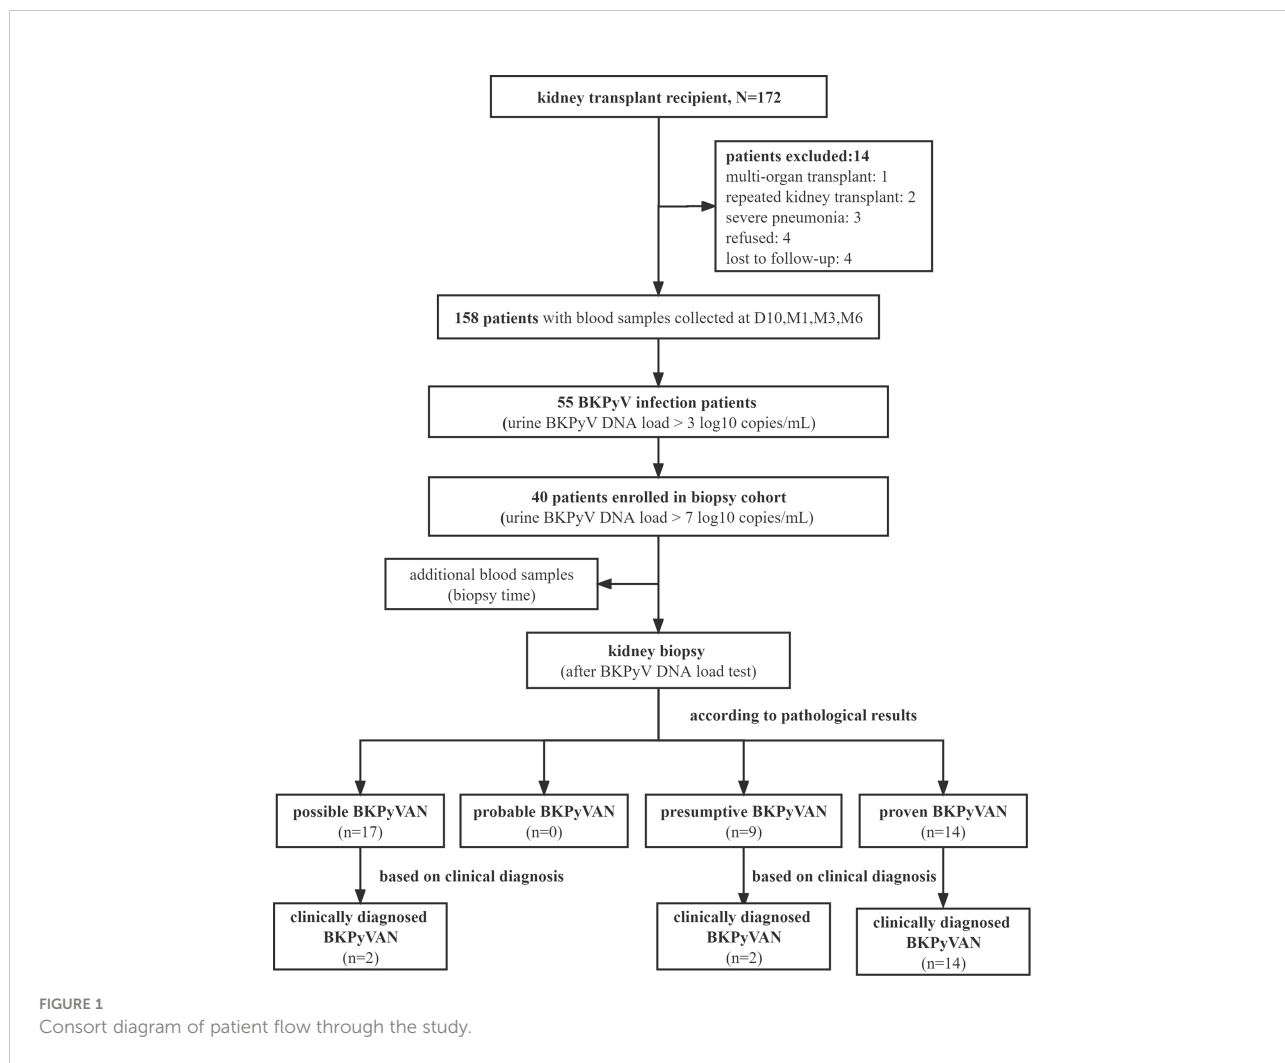 kidney transplant recipient, N=172
patients excluded:14
multi-organ transplant: 1
repeated kidney transplant: 2
severe pneumonia: 3
refused: 4
lost to follow-up: 4
158 patients with blood samples collected at D10,M1,M3,M6
55 BKPyV infection patients
(urine BKPyV DNA load > 3 log10 copies/mL)
40 patients enrolled in biopsy cohort
(urine BKPyV DNA load > 7 log10 copies/mL)
additional blood samples
(biopsy time)
kidney biopsy
(after BKPyV DNA load test)
according to pathological results
possible BKPyVAN
(n=17)
probable BKPyVAN
(n=0)
presumptive BKPyVAN
(n=9)
proven BKPyVAN
(n=14)
based on clinical diagnosis
based on clinical diagnosis
clinically diagnosed
BKPyVAN
(n=2)
clinically diagnosed
BKPyVAN
(n=2)
clinically diagnosed
BKPyVAN
(n=14)
FIGURE 1
Consort diagram of patient flow through the study.